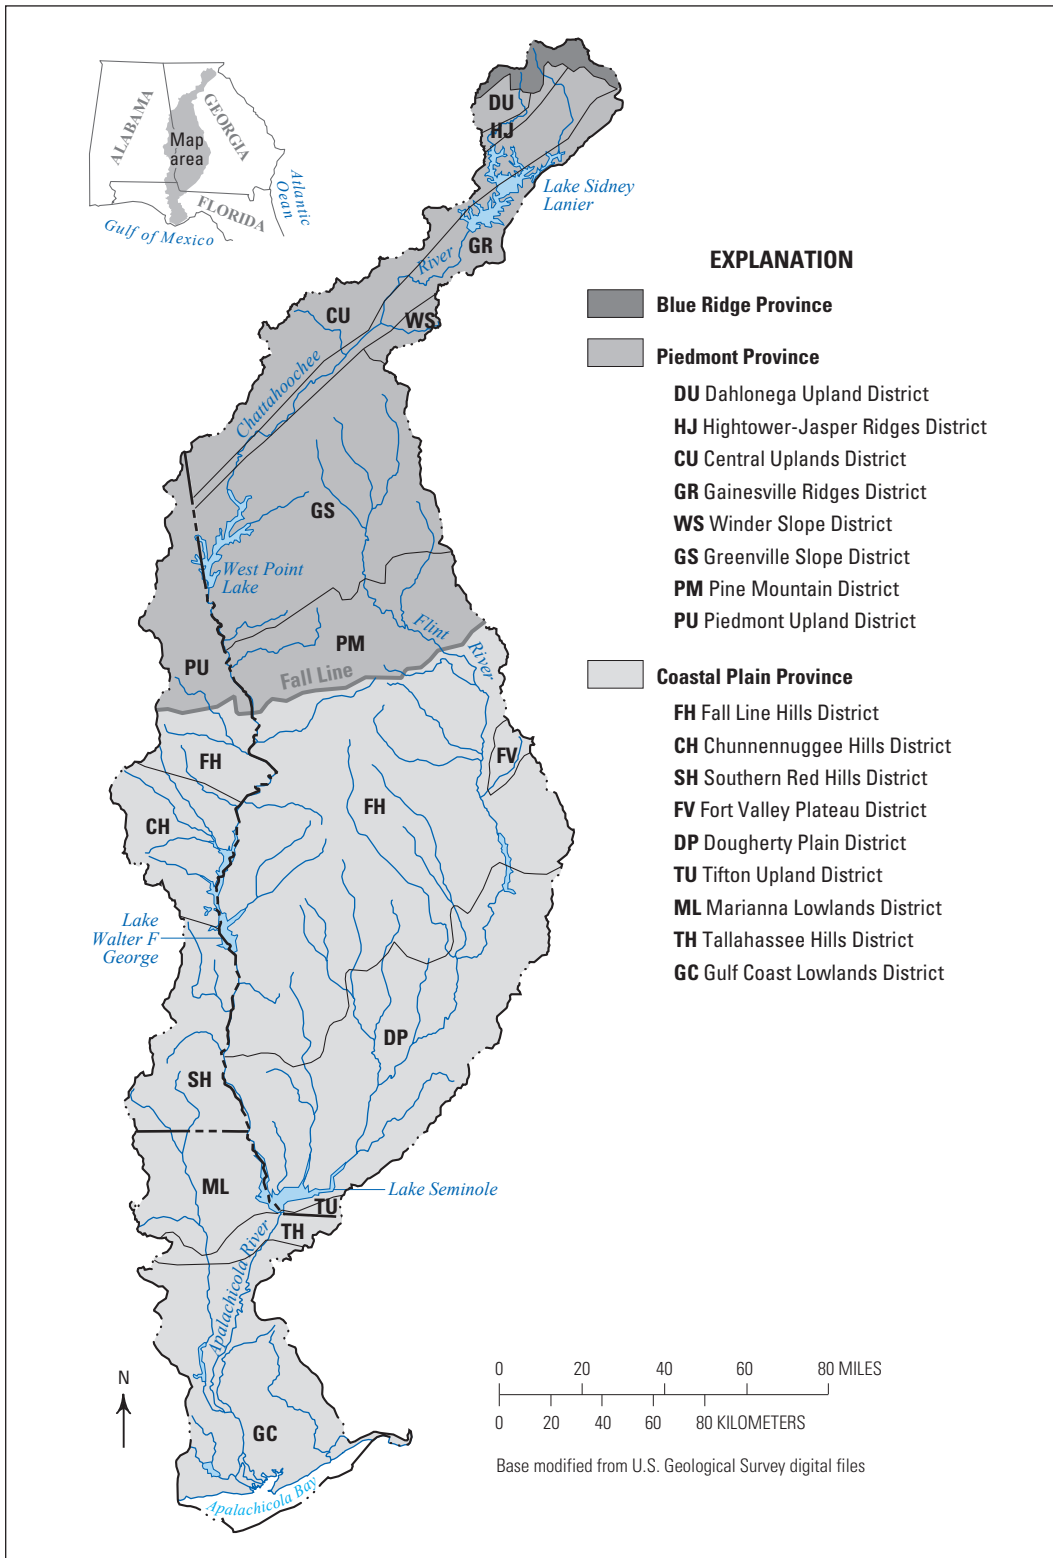 ALABAMA
GEORGIA
Map
area
FLORIDA
Atlantic
Oean
Gulf of Mexico
DU
HJ
Lake Sidney
Lanier
GR
River
CU
WS
Chattahoochee
GS
West Point
Lake
PM
Flint
River
PU
Fall Line
FH
FV
FH
CH
Lake
Walter F
George
DP
SH
ML
Lake Seminole
TU
TH
Apalachicola River
GC
Apalachicola Bay
N
EXPLANATION
Blue Ridge Province
Piedmont Province
DU Dahlonega Upland District
HJ Hightower-Jasper Ridges District
CU Central Uplands District
GR Gainesville Ridges District
WS Winder Slope District
GS Greenville Slope District
PM Pine Mountain District
PU Piedmont Upland District
Coastal Plain Province
FH Fall Line Hills District
CH Chunnennuggee Hills District
SH Southern Red Hills District
FV Fort Valley Plateau District
DP Dougherty Plain District
TU Tifton Upland District
ML Marianna Lowlands District
TH Tallahassee Hills District
GC Gulf Coast Lowlands District
0 20 40 60 80 MILES
0 20 40 60 80 KILOMETERS
Base modified from U.S. Geological Survey digital files